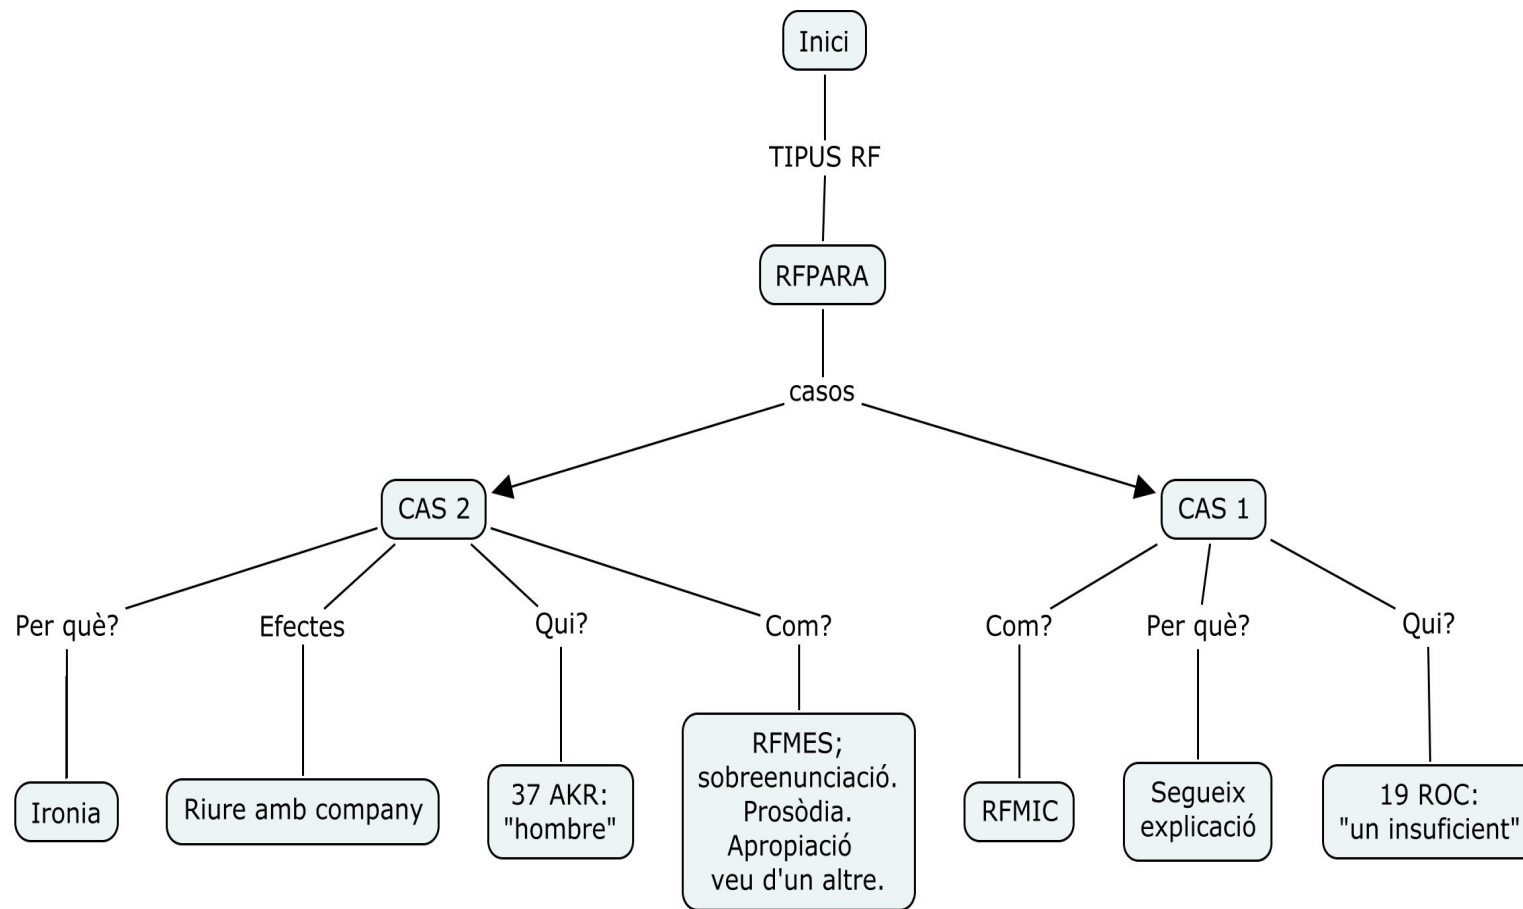 Inici
TIPUS RF
RFPARA
casos
CAS 2
CAS 1
Per què?
Efectes
Qui?
Com?
Com?
Per què?
Qui?
Ironia
Riure amb company
37 AKR:
"hombre"
RFMES;
sobreenunciació.
Prosòdia.
Apropiació
veu d'un altre.
RFMIC
Segueix
explicació
19 ROC:
"un insuficient"